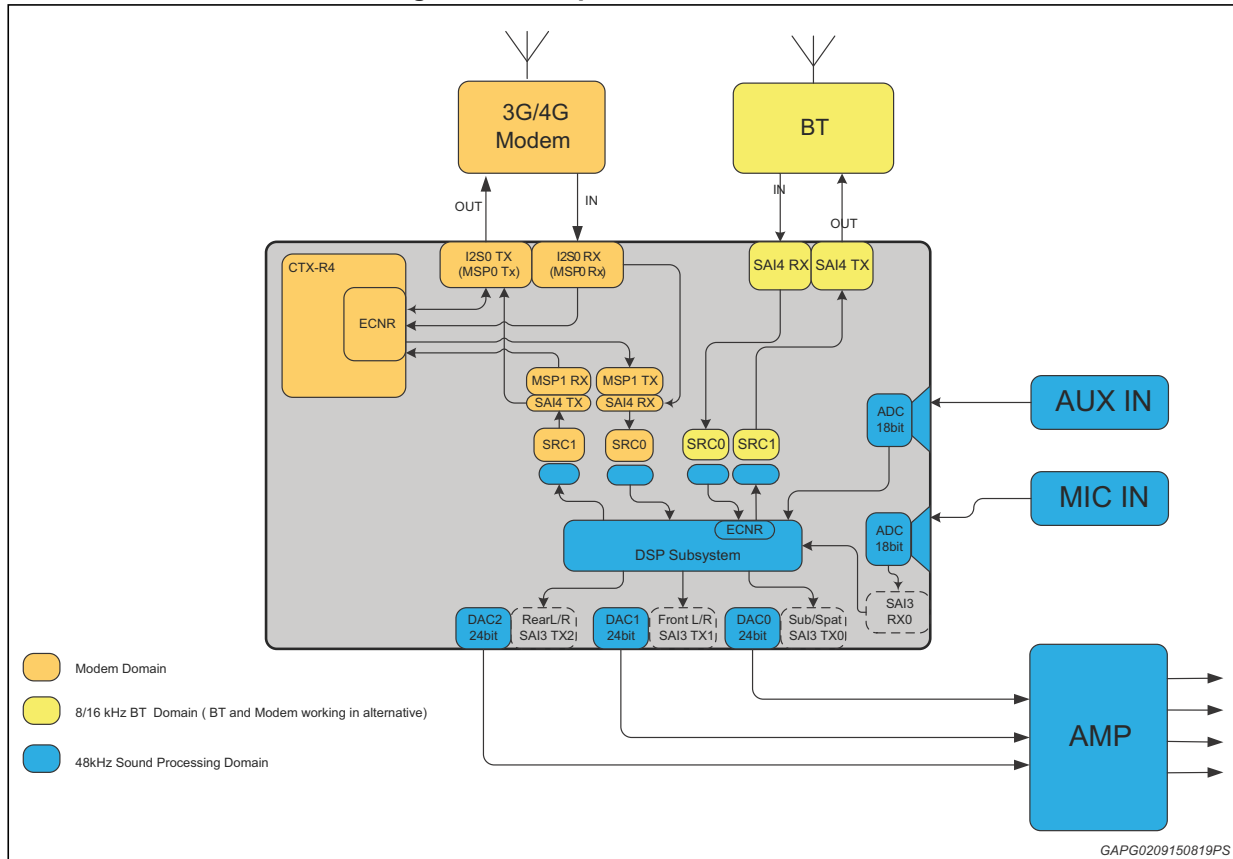 3G/4G
Modem
BT
OUT
IN
IN
OUT
CTX-R4
I2S0 TX
(MSP0 Tx)
I2S0 RX
(MSP0 Rx)
SAI4 RX
SAI4 TX
ECNR
MSP1 RX
MSP1 TX
SAI4 TX
SAI4 RX
SRC1
SRC0
SRC0
SRC1
ADC
18bit
AUX IN
MIC IN
ECNR
DSP Subsystem
ADC
18bit
SAI3
RX0
DAC2
24bit
RearL/R
SAI3 TX2
DAC1
24bit
Front L/R
SAI3 TX1
DAC0
24bit
Sub/Spat
SAI3 TX0
Modem Domain
8/16 kHz BT Domain ( BT and Modem working in alternative)
48kHz Sound Processing Domain
AMP
GAPG0209150819PS